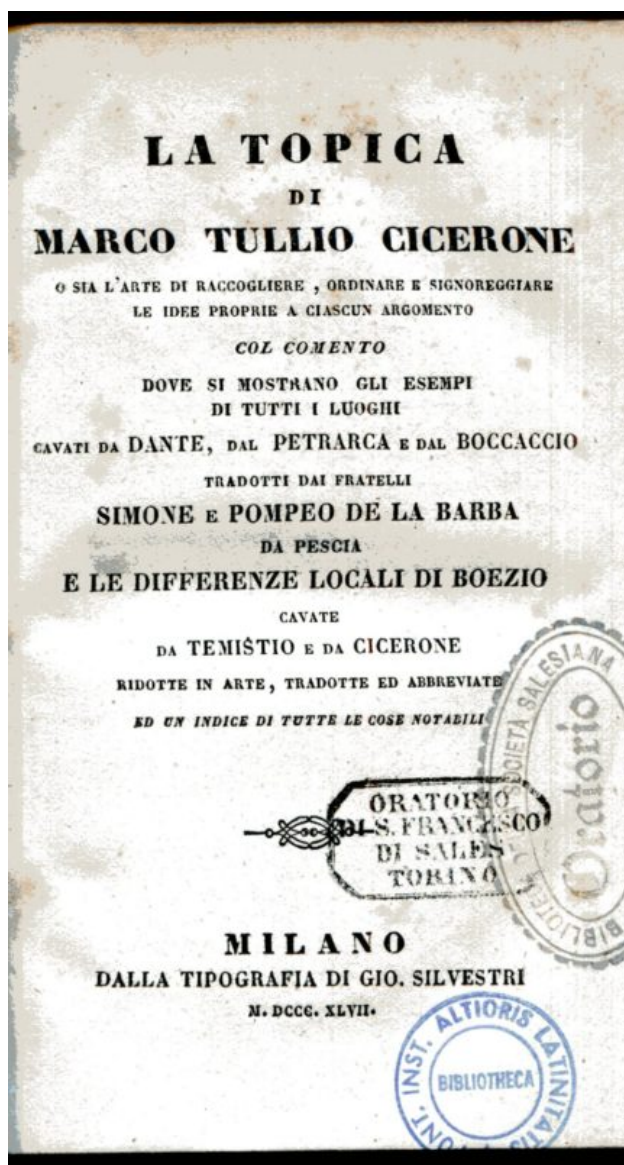 LA TOPICA
DI
MARCO TULLIO CICERONE
O SIA L'ARTE DI RACCOGLIERE, ORDINARE E SIGNOREGGIARE
LE IDEE PROPRIE A CIASCUN ARGOMENTO
COL COMENTO
DOVE SI MOSTRANO GLI ESEMPI
DI TUTTI I LUOGHI
CAVATI DA DANTE, DAL PETRARCA E DAL BOCCACCIO
TRADOTTI DAI FRATELLI
SIMONE E POMPEO DE LA BARBA
DA PESCIA
E LE DIFFERENZE LOCALI DI BOEZIO
CAVATE
DA TEMISTIO E DA CICERONE
RIDOTTE IN ARTE, TRADOTTE ED ABBREVIATE
ED UN INDICE DI TUTTE LE COSE NOTABILI
SOCIETÀ SALESIANA
Oratorio
ORATORIO
DI S. FRANCESCO
DI SALES
TORINO
MILANO
DALLA TIPOGRAFIA DI GIO. SILVESTRI
M. DCCC. XLVII.
PONT. INST. ALTIORIS LATINITATIS
BIBLIOTHECA